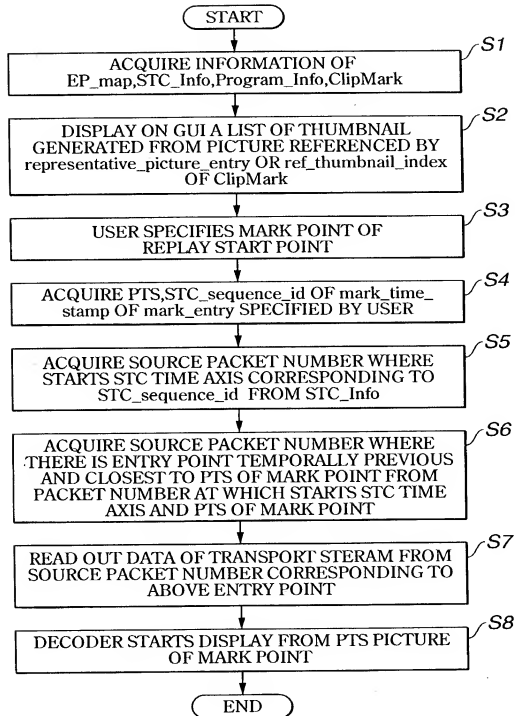 START
S1
ACQUIRE INFORMATION OF
EP_map,STC_Info,Program_Info,ClipMark
S2
DISPLAY ON GUI A LIST OF THUMBNAIL
GENERATED FROM PICTURE REFERENCED BY
representative_picture_entry OR ref_thumbnail_index
OF ClipMark
S3
USER SPECIFIES MARK POINT OF
REPLAY START POINT
S4
ACQUIRE PTS,STC_sequence_id OF mark_time_
stamp OF mark_entry SPECIFIED BY USER
S5
ACQUIRE SOURCE PACKET NUMBER WHERE
STARTS STC TIME AXIS CORRESPONDING TO
STC_sequence_id FROM STC_Info
S6
ACQUIRE SOURCE PACKET NUMBER WHERE
THERE IS ENTRY POINT TEMPORALLY PREVIOUS
AND CLOSEST TO PTS OF MARK POINT FROM
PACKET NUMBER AT WHICH STARTS STC TIME
AXIS AND PTS OF MARK POINT
S7
READ OUT DATA OF TRANSPORT STERAM FROM
SOURCE PACKET NUMBER CORRESPONDING TO
ABOVE ENTRY POINT
S8
DECODER STARTS DISPLAY FROM PTS PICTURE
OF MARK POINT
END